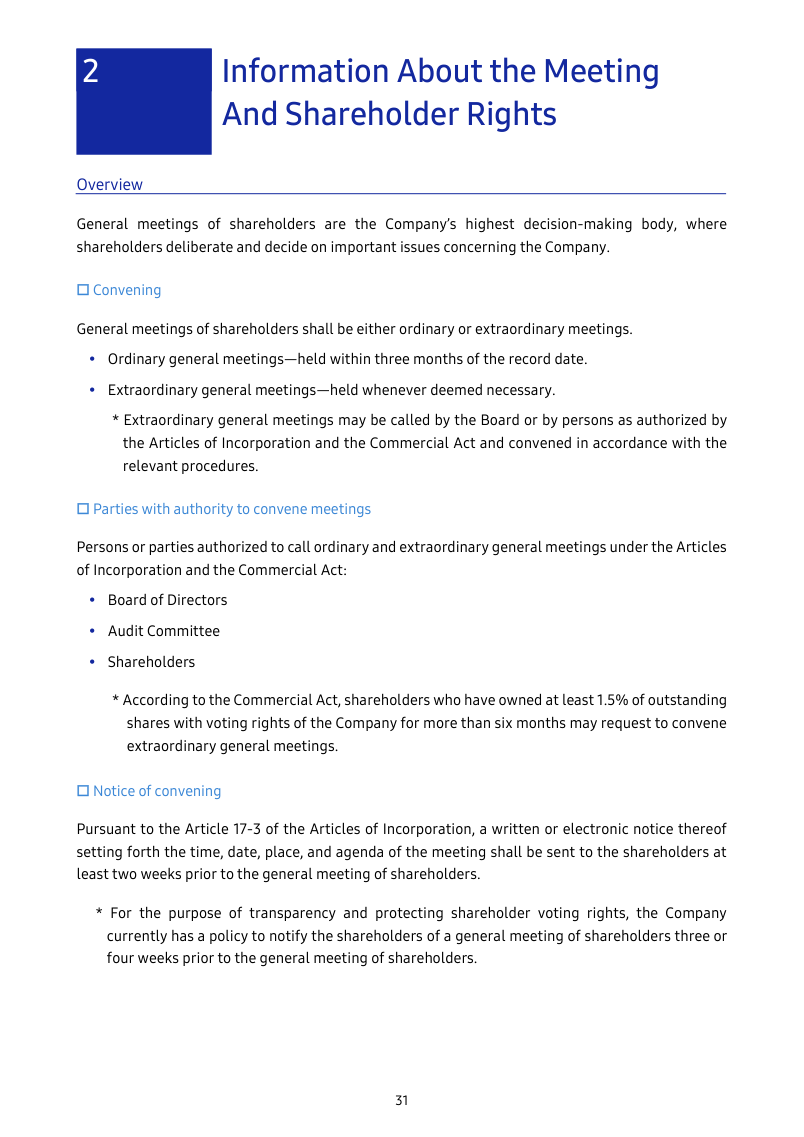 2
Information About the Meeting
And Shareholder Rights
Overview
General meetings of shareholders are the Company’s highest decision-making body, where
shareholders deliberate and decide on important issues concerning the Company.
□ Convening
General meetings of shareholders shall be either ordinary or extraordinary meetings.
• Ordinary general meetings—held within three months of the record date.
• Extraordinary general meetings—held whenever deemed necessary.
* Extraordinary general meetings may be called by the Board or by persons as authorized by
the Articles of Incorporation and the Commercial Act and convened in accordance with the
relevant procedures.
□ Parties with authority to convene meetings
Persons or parties authorized to call ordinary and extraordinary general meetings under the Articles
of Incorporation and the Commercial Act:
• Board of Directors
• Audit Committee
• Shareholders
* According to the Commercial Act, shareholders who have owned at least 1.5% of outstanding
shares with voting rights of the Company for more than six months may request to convene
extraordinary general meetings.
□ Notice of convening
Pursuant to the Article 17-3 of the Articles of Incorporation, a written or electronic notice thereof
setting forth the time, date, place, and agenda of the meeting shall be sent to the shareholders at
least two weeks prior to the general meeting of shareholders.
* For the purpose of transparency and protecting shareholder voting rights, the Company
currently has a policy to notify the shareholders of a general meeting of shareholders three or
four weeks prior to the general meeting of shareholders.
31